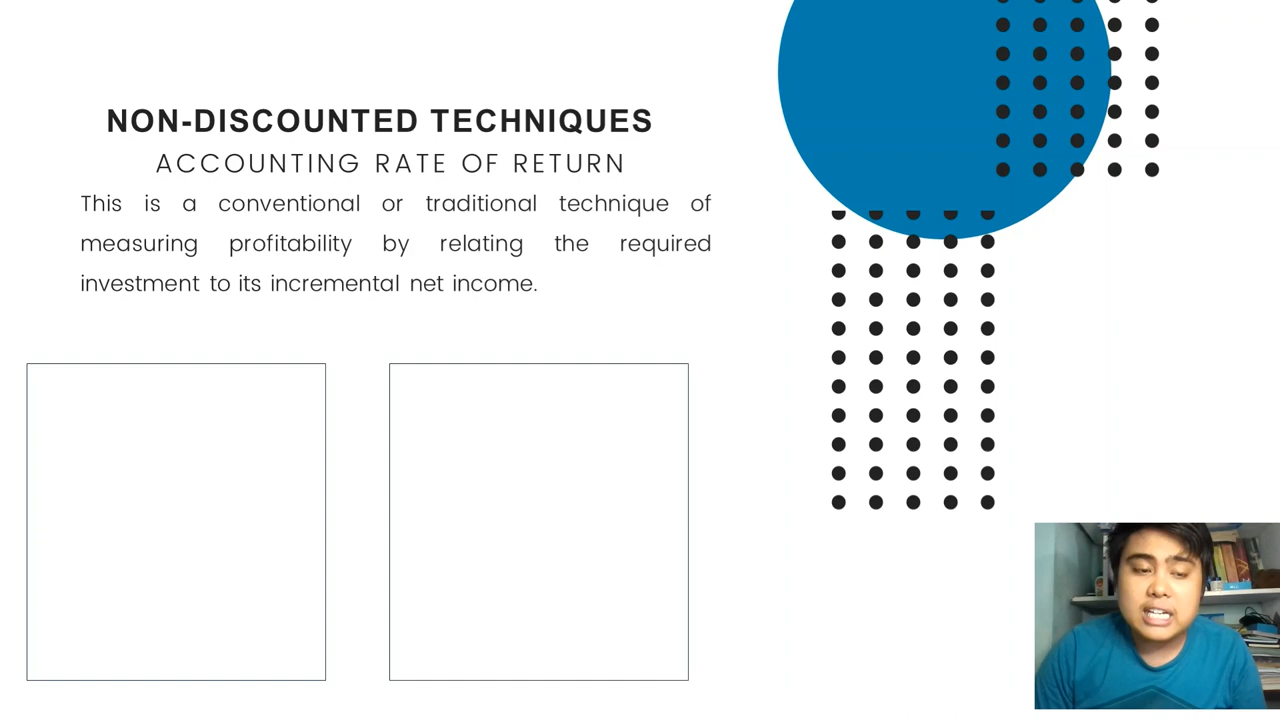 NON-DISCOUNTED TECHNIQUES
ACCOUNTING RATE OF RETURN
This is a conventional or traditional technique of
measuring profitability by relating the required
investment to its incremental net income.